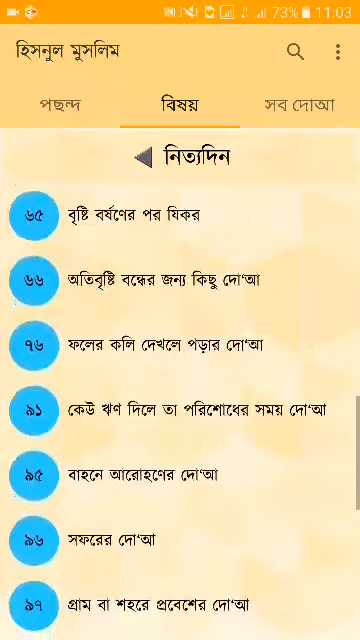 73% 11:03
হিসনুল মুসলিম
পছন্দ বিষয় সব দোআ
নিত্যদিন
৬৫ বৃষ্টি বর্ষণের পর যিকর
৬৬ অতিবৃষ্টি বন্ধের জন্য কিছু দো‘আ
৭৬ ফলের কলি দেখলে পড়ার দো‘আ
৯১ কেউ ঋণ দিলে তা পরিশোধের সময় দো‘আ
৯৫ বাহনে আরোহণের দো‘আ
৯৬ সফরের দো‘আ
৯৭ গ্রাম বা শহরে প্রবেশের দো‘আ